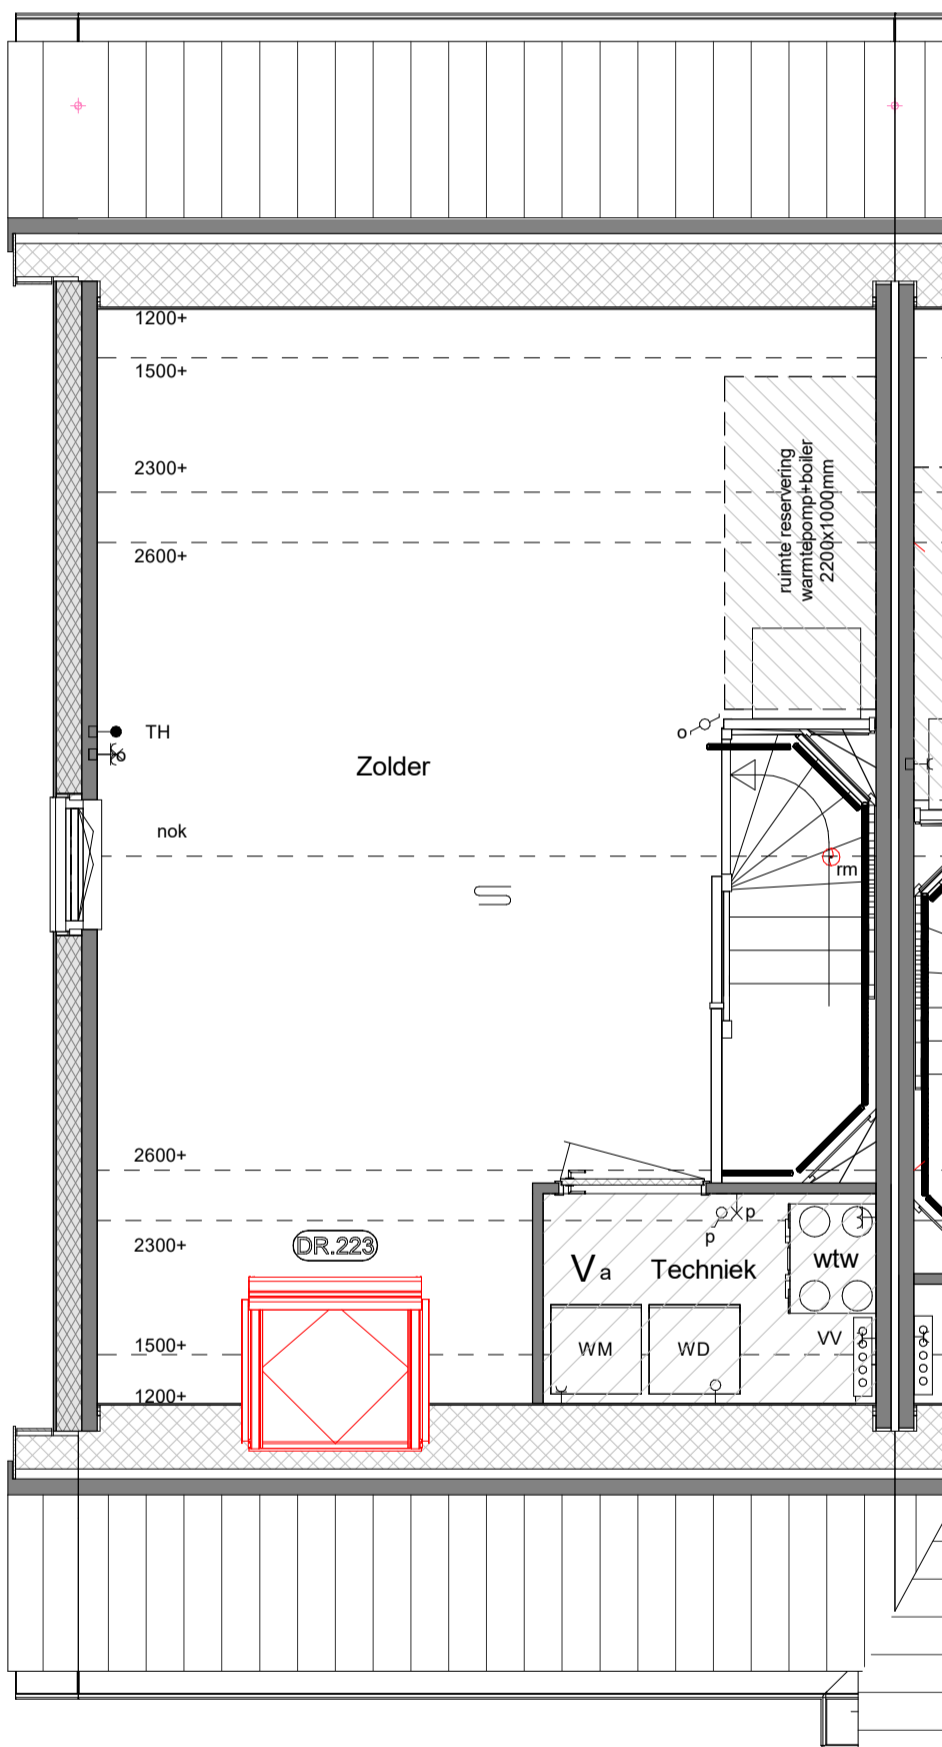 1200+
1500+
2300+
2600+
ruimte reservering
warmtepomp+boiler
2200x1000mm
TH
o
o
Zolder
nok
rm
2600+
2300+
DR.223
p
p
Va
Techniek
wtw
1500+
WM
WD
VV
1200+